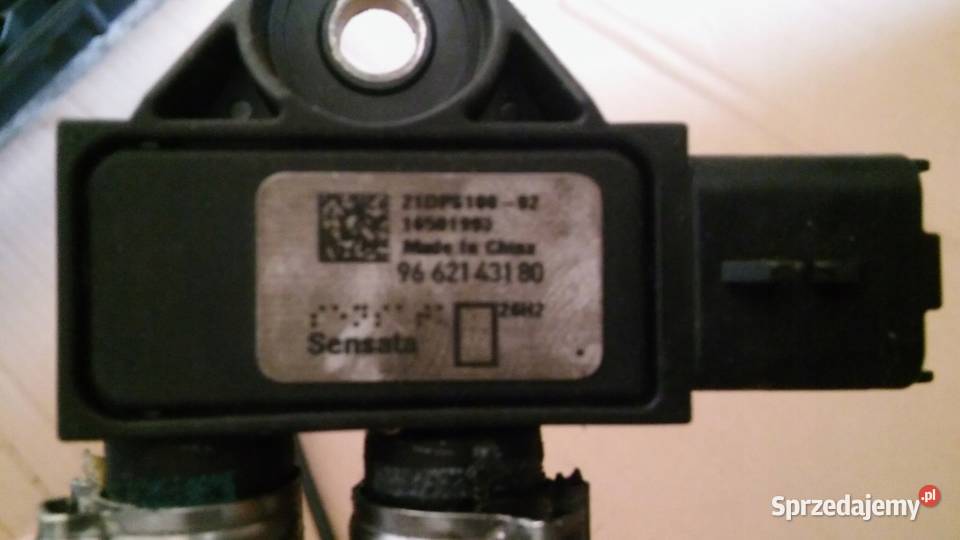 21DPS100-02
Made in China
96 621 431 80
26H2
Sensata
Sprzedajemy.pl